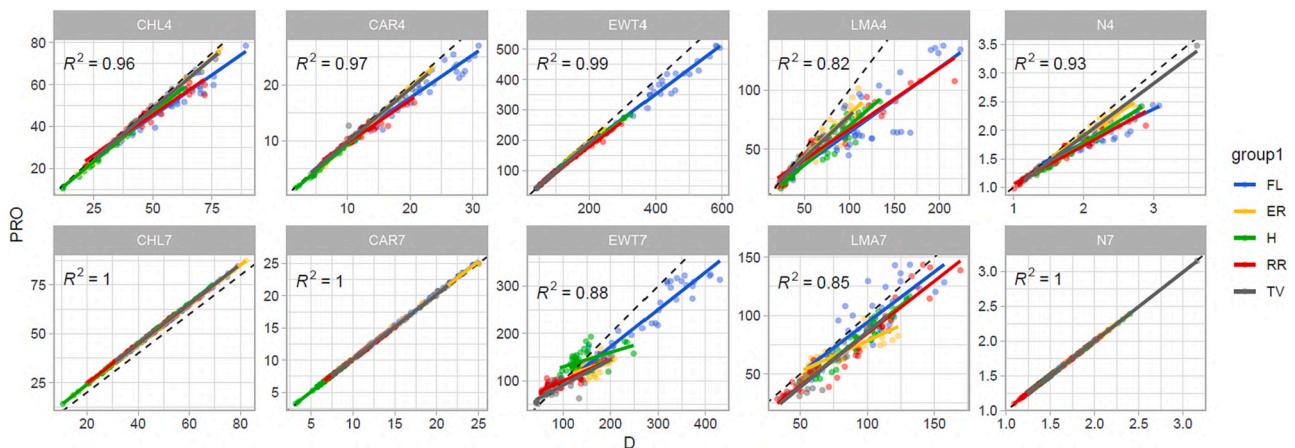 CHL4 CAR4 EWT4 LMA4 N4
R² = 0.96 R² = 0.97 R² = 0.99 R² = 0.82 R² = 0.93
80 60 40 20
20 10
500 400 300 200 100
100 50
3.5 3.0 2.5 2.0 1.5 1.0
25 50 75
0 10 20 30
200 400 600
50 100 150 200
1 2 3
PRO
CHL7 CAR7 EWT7 LMA7 N7
R² = 1 R² = 1 R² = 0.88 R² = 0.85 R² = 1
75 50 25
25 20 15 10 5
300 200 100
150 125 100 75 50
3.0 2.5 2.0 1.5 1.0
20 40 60 80
5 10 15 20 25
100 200 300 400
50 100 150
1.0 1.5 2.0 2.5 3.0
D
group1
FL
ER
H
RR
TV